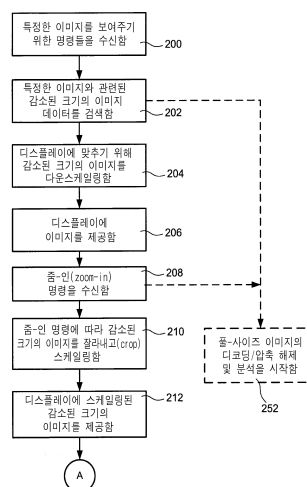 특정한 이미지를 보여주기
위한 명령들을 수신함
200
특정한 이미지와 관련된
감소된 크기의 이미지
데이터를 검색함
202
디스플레이에 맞추기 위해
감소된 크기의 이미지를
다운스케일링함
204
디스플레이에
이미지를 제공함
206
줌-인(zoom-in)
명령을 수신함
208
줌-인 명령에 따라 감소된
크기의 이미지를 잘라내고(crop)
스케일링함
210
풀-사이즈 이미지의
디코딩/압축 해제
및 분석을 시작함
252
디스플레이에 스케일링된
감소된 크기의
이미지를 제공함
212
A